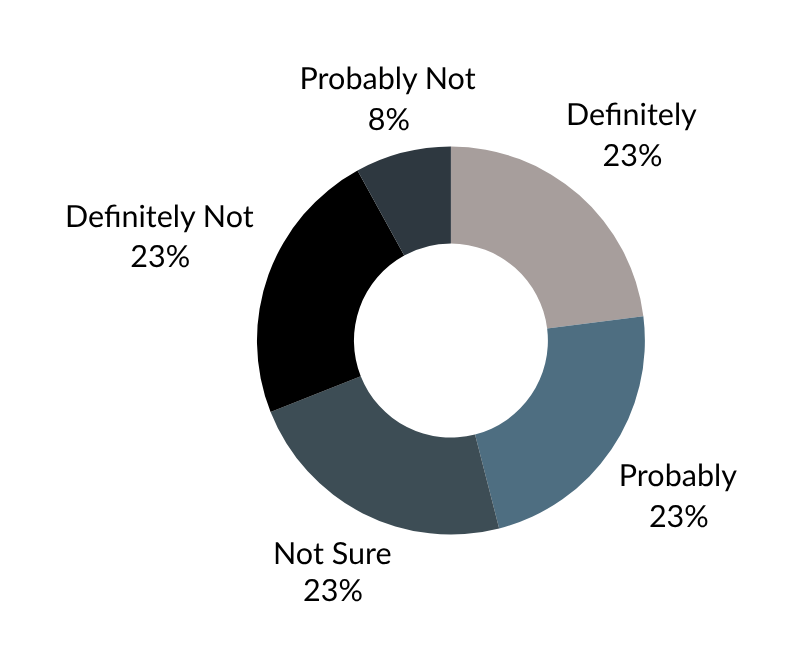 Probably Not
8%
Definitely
23%
Definitely Not
23%
Probably
23%
Not Sure
23%